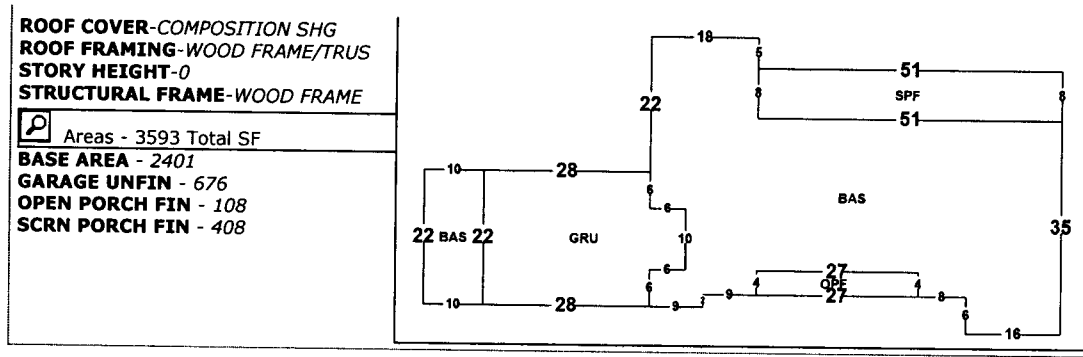 ROOF COVER-COMPOSITION SHG
ROOF FRAMING-WOOD FRAME/TRUS
STORY HEIGHT-0
STRUCTURAL FRAME-WOOD FRAME
Areas - 3593 Total SF
BASE AREA - 2401
GARAGE UNFIN - 676
OPEN PORCH FIN - 108
SCRN PORCH FIN - 408
18
5
51
22
8
SPF
8
51
10
28
6
6
BAS
22
BAS
22
GRU
10
35
6
6
27
4
OPF
4
27
10
28
9
2
9
8
6
16